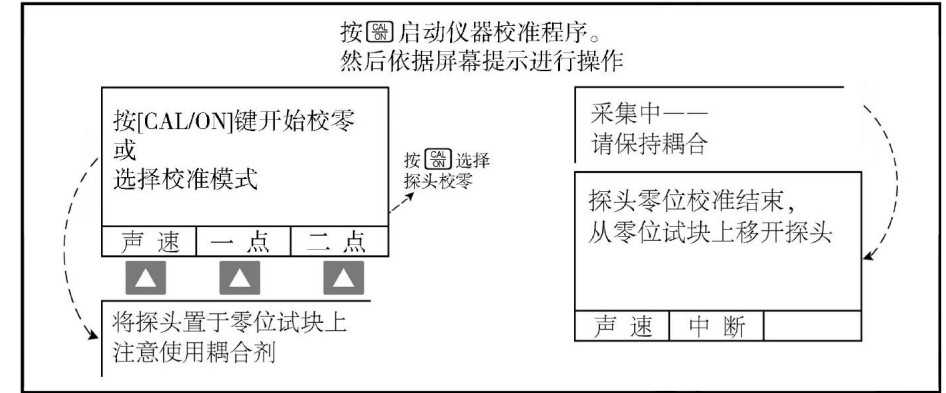 按CAL ON启动仪器校准程序。
然后依据屏幕提示进行操作
按[CAL/ON]键开始校零
或
选择校准模式
声 速 一 点 二 点
按CAL ON选择
探头校零
将探头置于零位试块上
注意使用耦合剂
采集中——
请保持耦合
探头零位校准结束，
从零位试块上移开探头
声 速 中 断